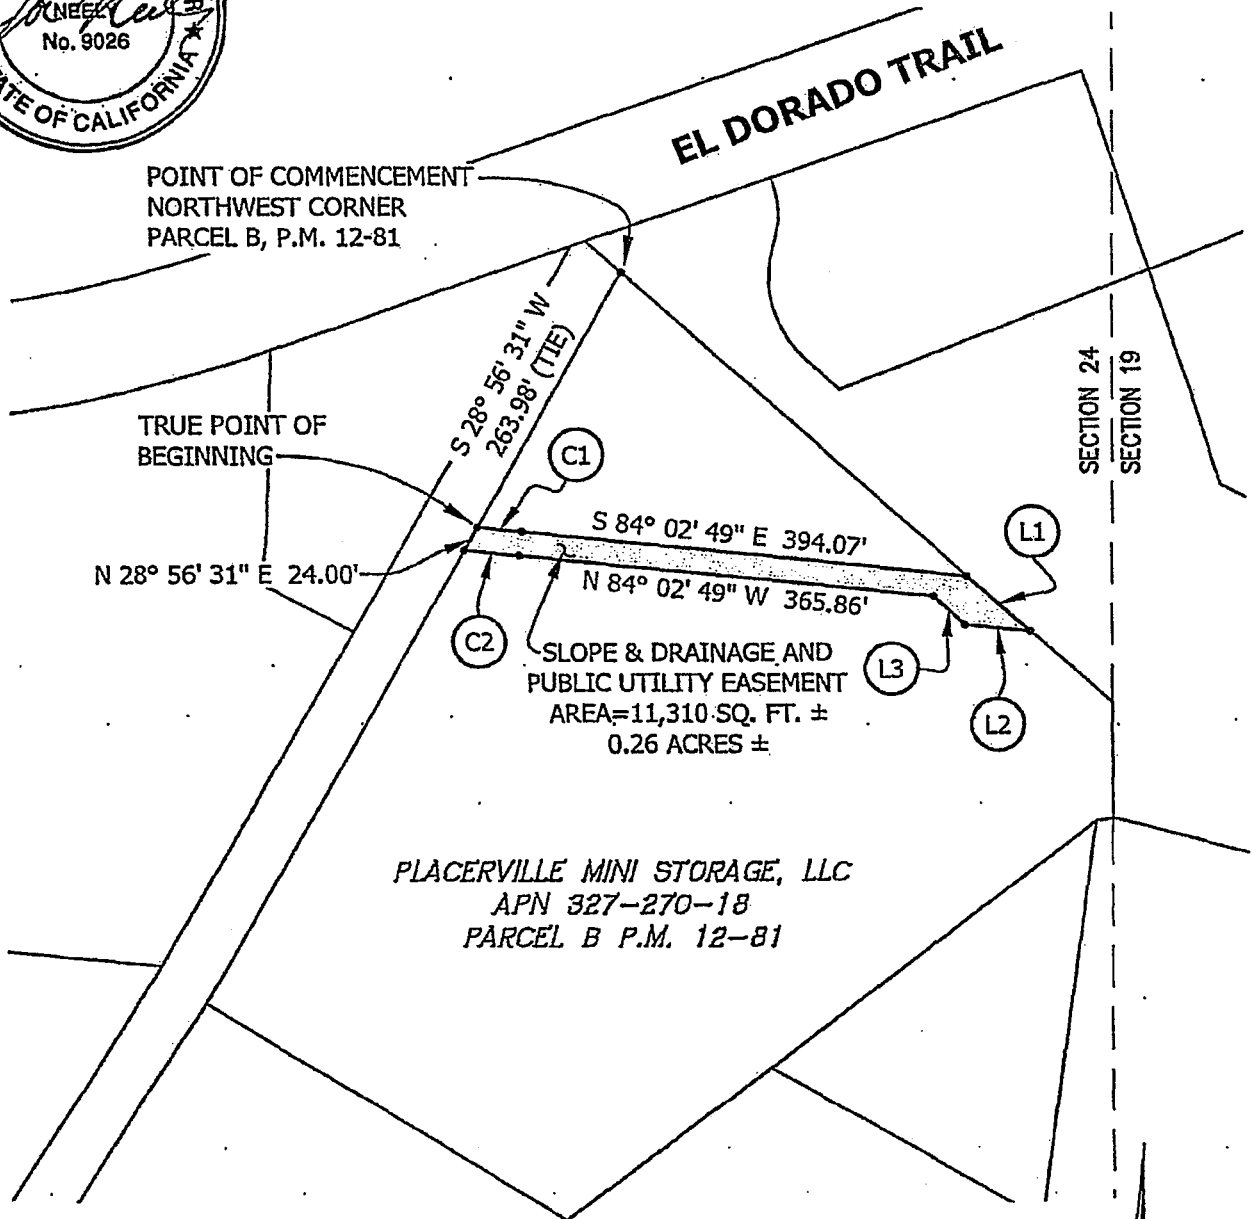 NEELY
No. 9026
STATE OF CALIFORNIA
EL DORADO TRAIL
POINT OF COMMENCEMENT
NORTHWEST CORNER
PARCEL B, P.M. 12-81
S 28° 56' 31" W
263.98' (TIE)
SECTION 24
SECTION 19
TRUE POINT OF
BEGINNING
C1
S 84° 02' 49" E 394.07'
L1
N 28° 56' 31" E 24.00'
N 84° 02' 49" W 365.86'
C2
L3
L2
SLOPE & DRAINAGE AND
PUBLIC UTILITY EASEMENT
AREA=11,310 SQ. FT. ±
0.26 ACRES ±
PLACERVILLE MINI STORAGE, LLC
APN 327-270-18
PARCEL B P.M. 12-81